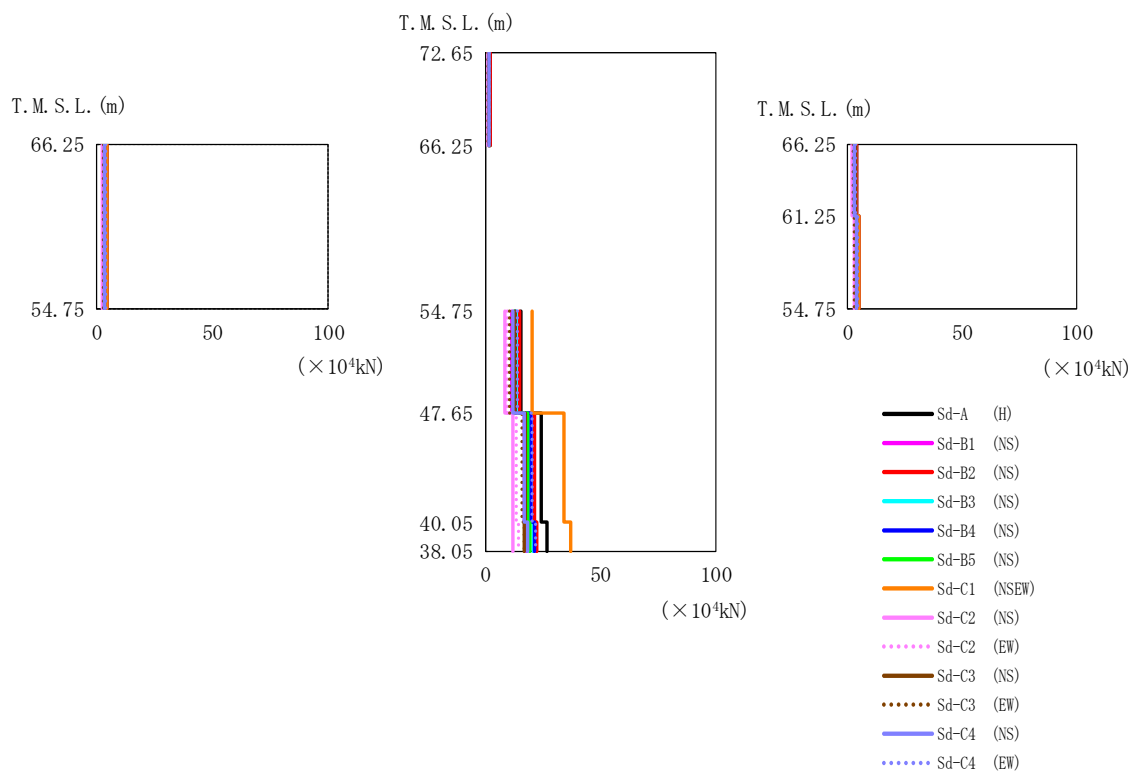 T.M.S.L.(m)
66.25
54.75
0 50 100
(×10⁴kN)
T.M.S.L.(m)
72.65
66.25
54.75
47.65
40.05
38.05
0 50 100
(×10⁴kN)
T.M.S.L.(m)
66.25
61.25
54.75
0 50 100
(×10⁴kN)
Sd-A (H)
Sd-B1 (NS)
Sd-B2 (NS)
Sd-B3 (NS)
Sd-B4 (NS)
Sd-B5 (NS)
Sd-C1 (NSEW)
Sd-C2 (NS)
Sd-C2 (EW)
Sd-C3 (NS)
Sd-C3 (EW)
Sd-C4 (NS)
Sd-C4 (EW)